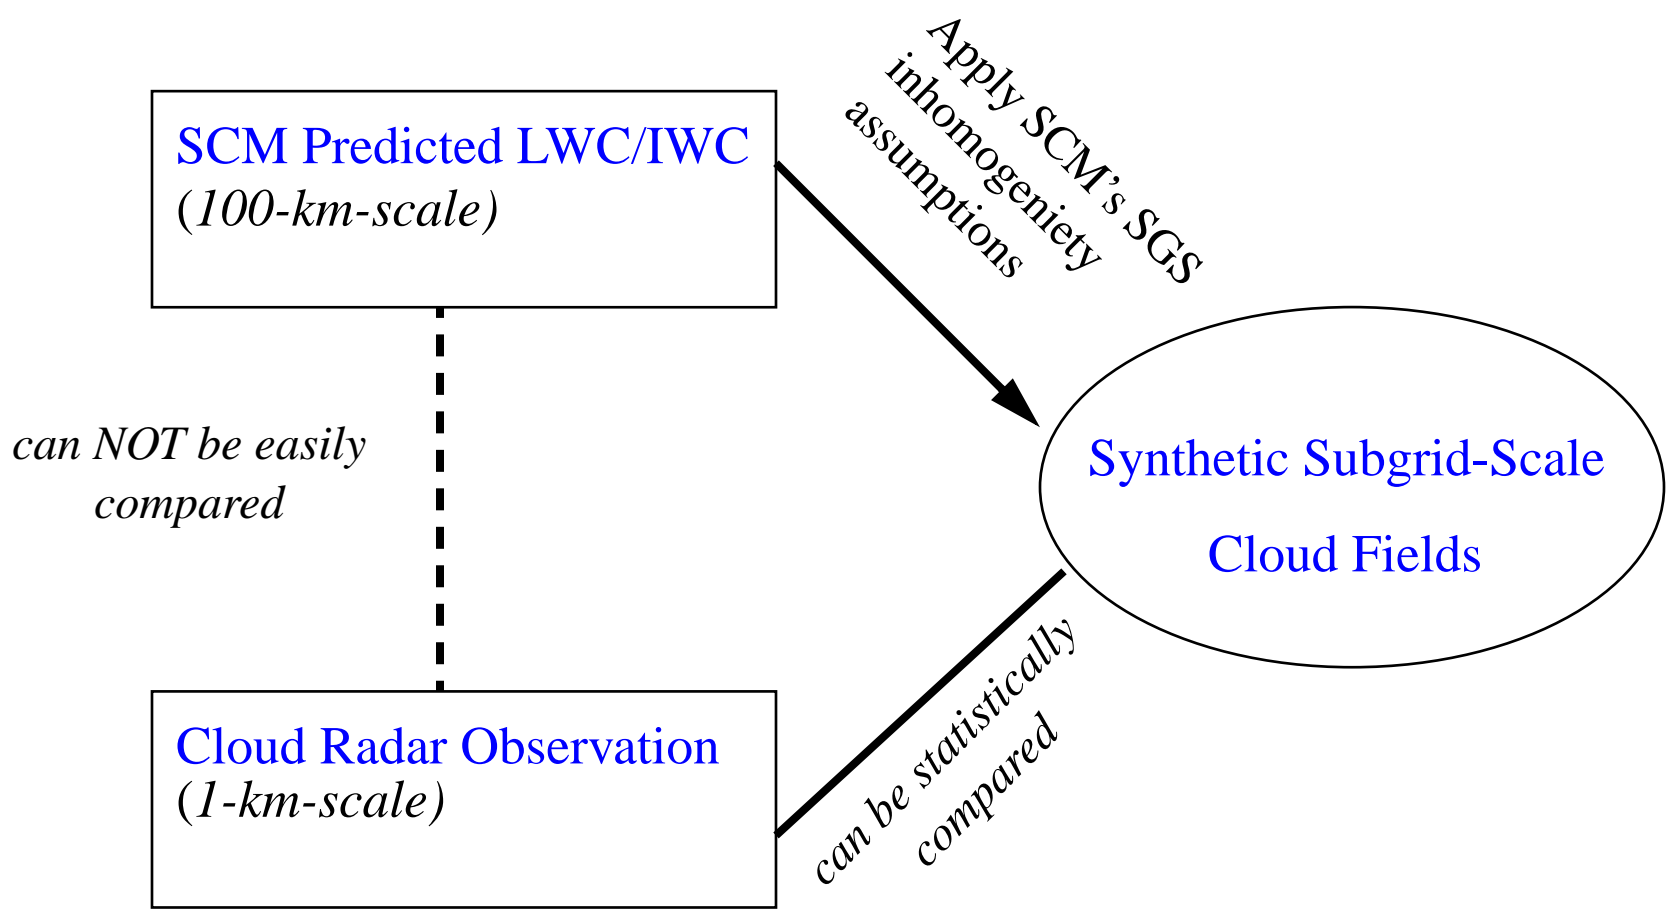 SCM Predicted LWC/IWC
(100-km-scale)
Apply SCM's SGS
inhomogeniety
assumptions
can NOT be easily
compared
Synthetic Subgrid-Scale
Cloud Fields
Cloud Radar Observation
(1-km-scale)
can be statistically
compared